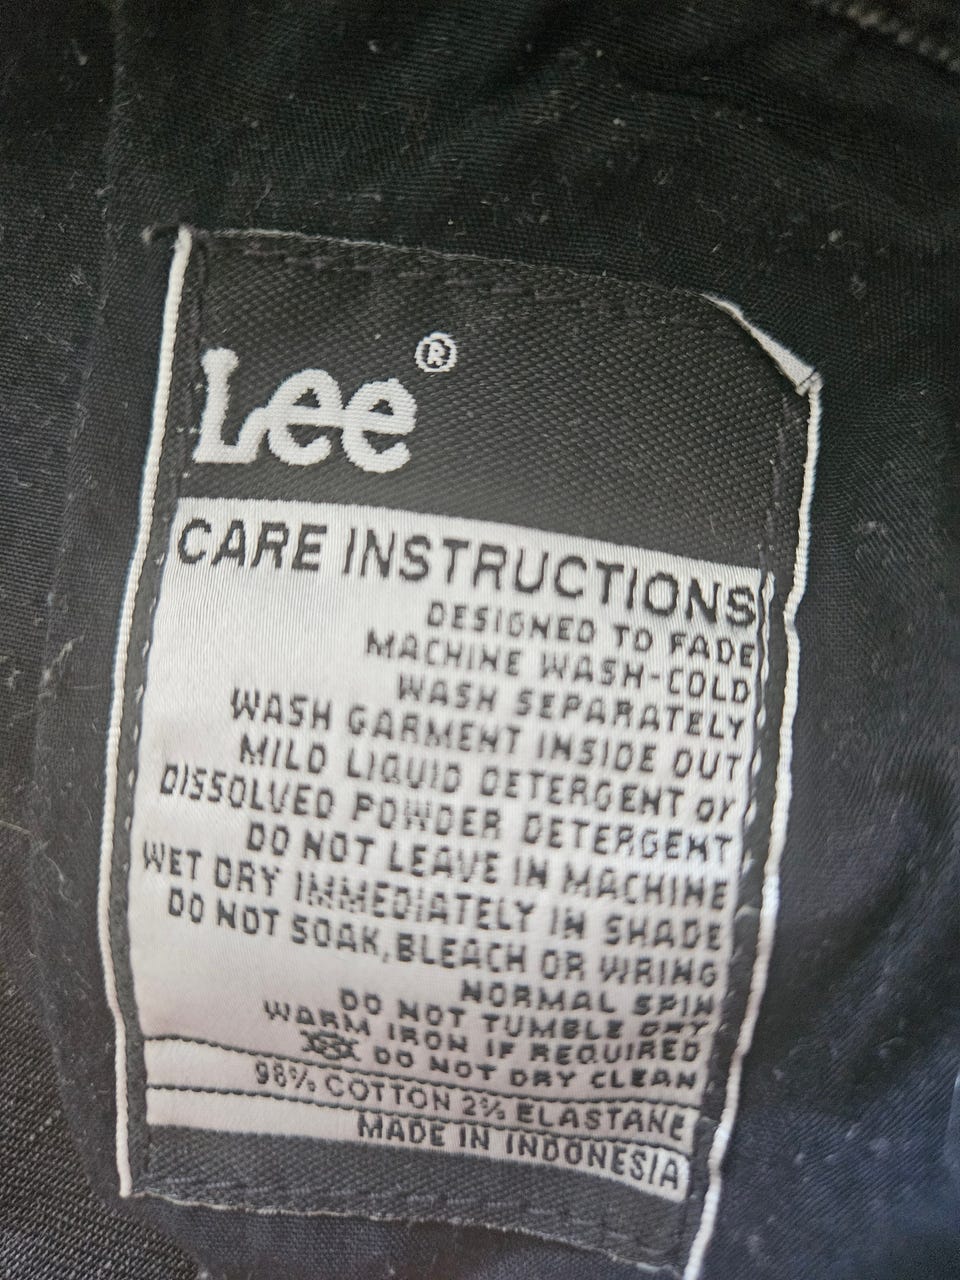 Lee®
CARE INSTRUCTIONS
DESIGNED TO FADE
MACHINE WASH-COLD
WASH SEPARATELY
WASH GARMENT INSIDE OUT
MILD LIQUID DETERGENT or
DISSOLVED POWDER DETERGENT
DO NOT LEAVE IN MACHINE
WET DRY IMMEDIATELY IN SHADE
DO NOT SOAK, BLEACH OR WRING
NORMAL SPIN
DO NOT TUMBLE DRY
WARM IRON IF REQUIRED
DO NOT DRY CLEAN
98% COTTON 2% ELASTANE
MADE IN INDONESIA